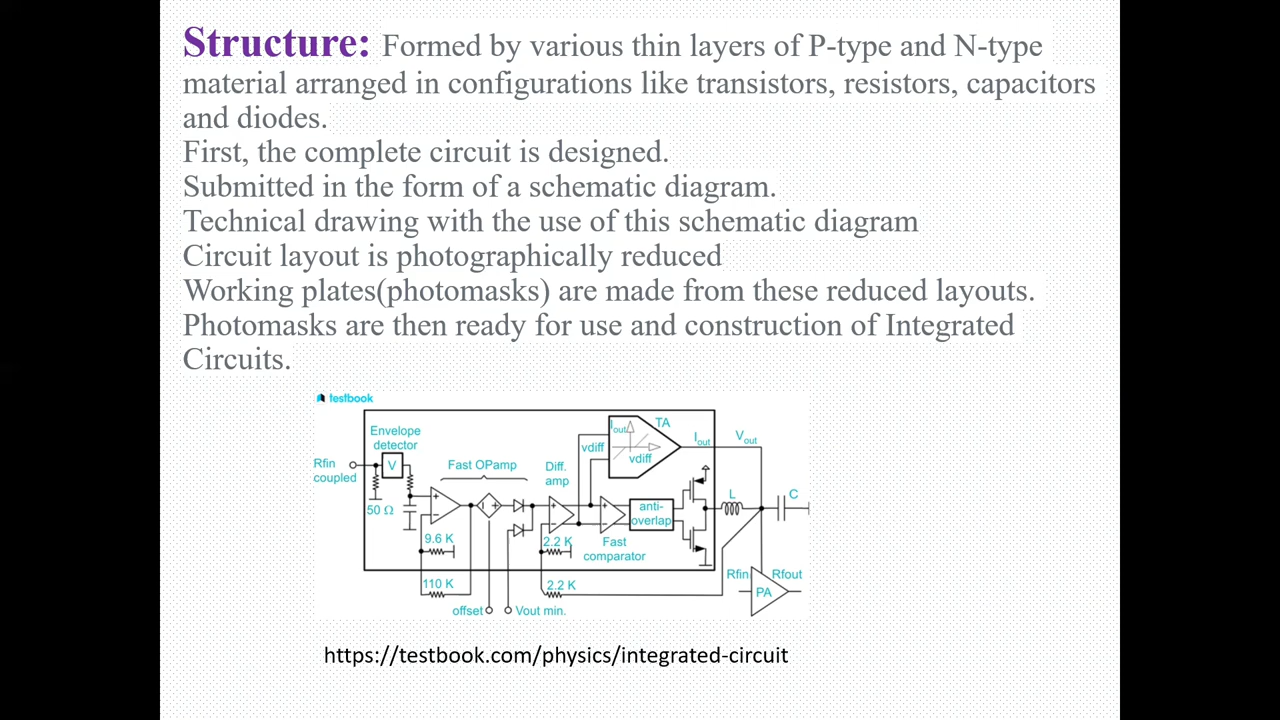 Structure: Formed by various thin layers of P-type and N-type
material arranged in configurations like transistors, resistors, capacitors
and diodes.
First, the complete circuit is designed.
Submitted in the form of a schematic diagram.
Technical drawing with the use of this schematic diagram
Circuit layout is photographically reduced
Working plates(photomasks) are made from these reduced layouts.
Photomasks are then ready for use and construction of Integrated
Circuits.
testbook
Envelope
detector
Rfin
coupled
V
50 Ω
Fast OPamp
9.6 K
110 K
offset
Vout min.
Diff.
amp
2.2 K
2.2 K
vdiff
Iout
TA
vdiff
Iout
Vout
Fast
comparator
anti-
overlap
L
C
Rfin
Rfout
PA
https://testbook.com/physics/integrated-circuit